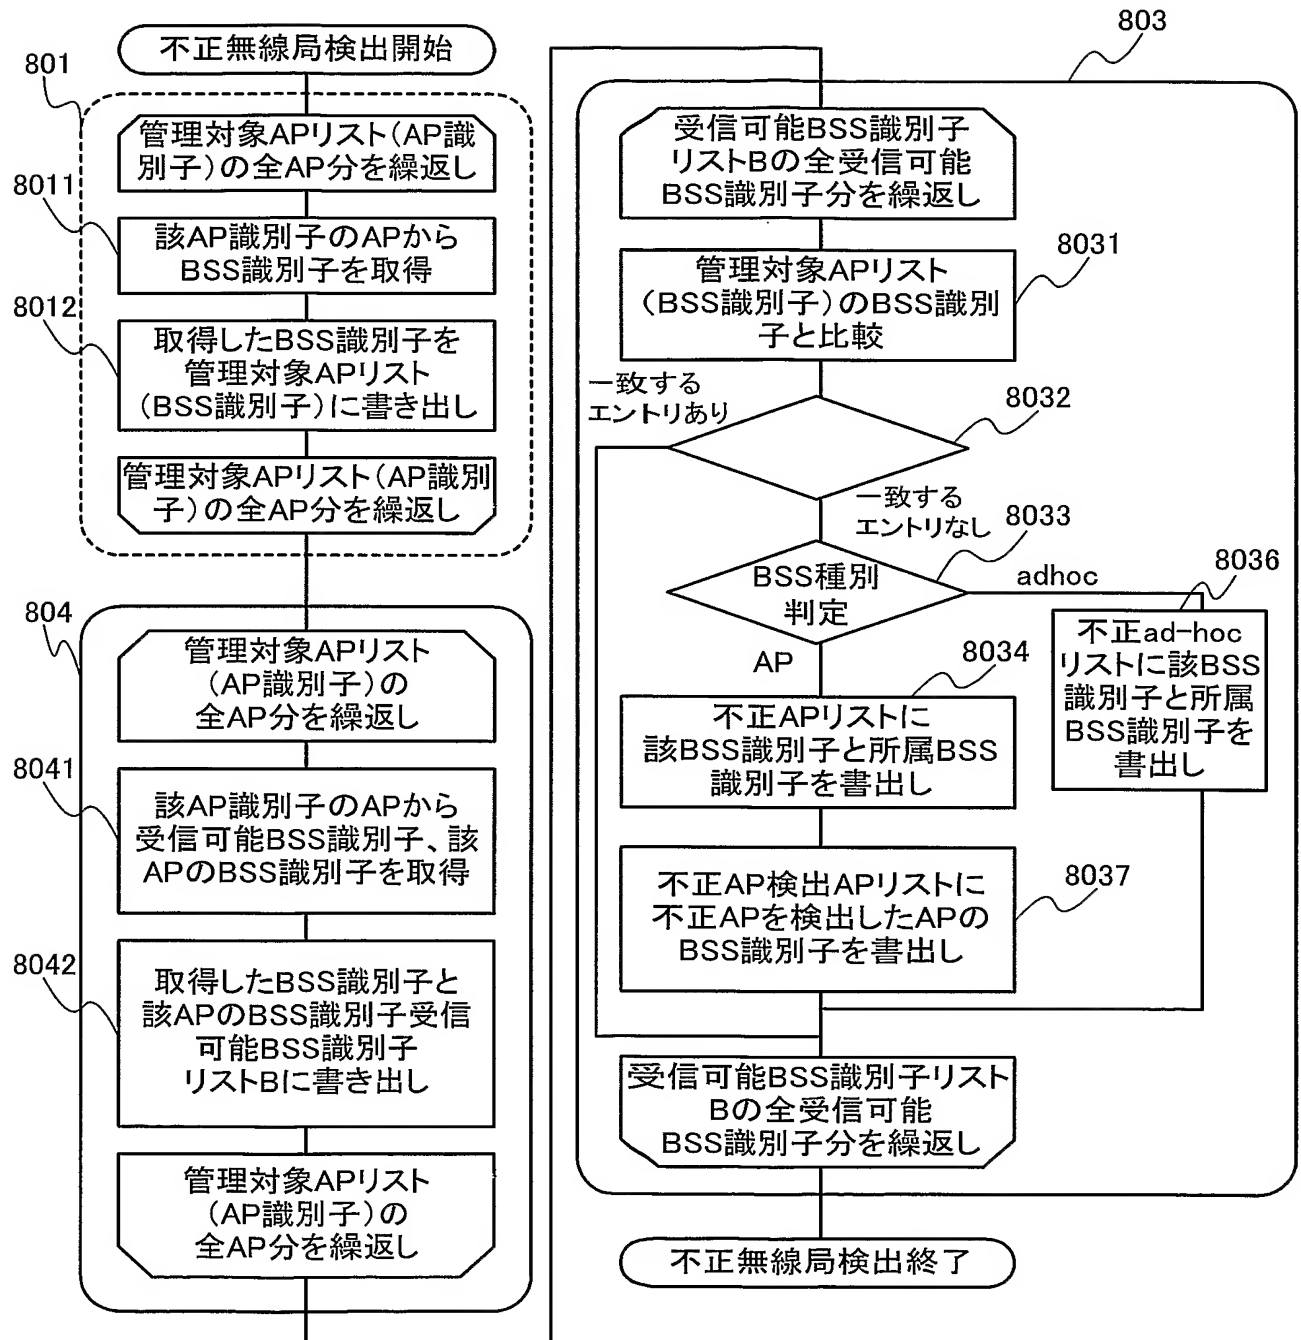 不正無線局検出開始
801
管理対象APリスト(AP識
別子)の全AP分を繰返し
8011
該AP識別子のAPから
BSS識別子を取得
8012
取得したBSS識別子を
管理対象APリスト
(BSS識別子)に書き出し
管理対象APリスト(AP識別
子)の全AP分を繰返し
804
管理対象APリスト
(AP識別子)の
全AP分を繰返し
8041
該AP識別子のAPから
受信可能BSS識別子、該
APのBSS識別子を取得
8042
取得したBSS識別子と
該APのBSS識別子受信
可能BSS識別子
リストBに書き出し
管理対象APリスト
(AP識別子)の
全AP分を繰返し
803
受信可能BSS識別子
リストBの全受信可能
BSS識別子分を繰返し
8031
管理対象APリスト
(BSS識別子)のBSS識別
子と比較
一致する
エントリあり
8032
一致する
エントリなし
8033
BSS種別
判定
adhoc
8036
不正ad-hoc
リストに該BSS
識別子と所属
BSS識別子を
書出し
AP
8034
不正APリストに
該BSS識別子と所属BSS
識別子を書出し
8037
不正AP検出APリストに
不正APを検出したAPの
BSS識別子を書出し
受信可能BSS識別子リスト
Bの全受信可能
BSS識別子分を繰返し
不正無線局検出終了